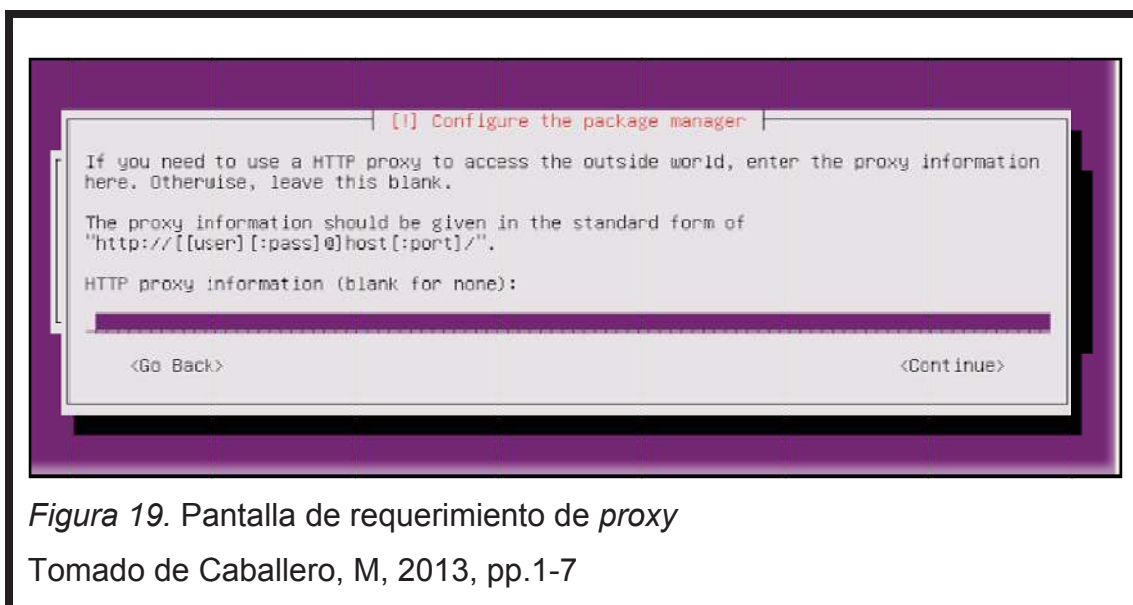 [!] Configure the package manager
If you need to use a HTTP proxy to access the outside world, enter the proxy information
here. Otherwise, leave this blank.
The proxy information should be given in the standard form of
"http://[[user][:pass]@]host[:port]/".
HTTP proxy information (blank for none):
<Go Back> <Continue>
Figura 19. Pantalla de requerimiento de proxy
Tomado de Caballero, M, 2013, pp.1-7